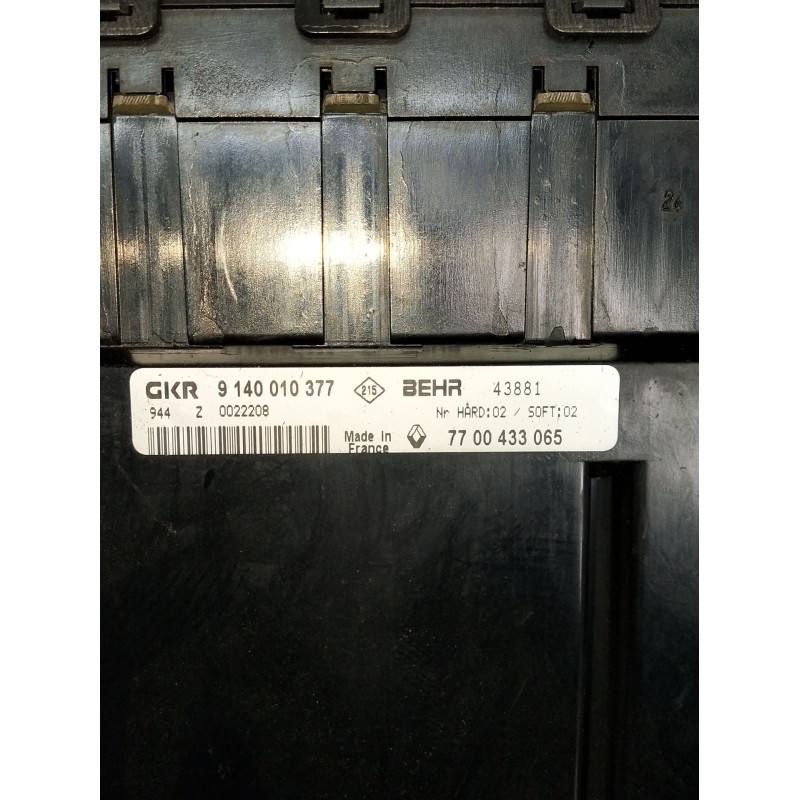 26
GKR 9 140 010 377 215 BEHR 43881
944 Z 0022208 Nr HARD:02 / SOFT:02
Made In France 77 00 433 065